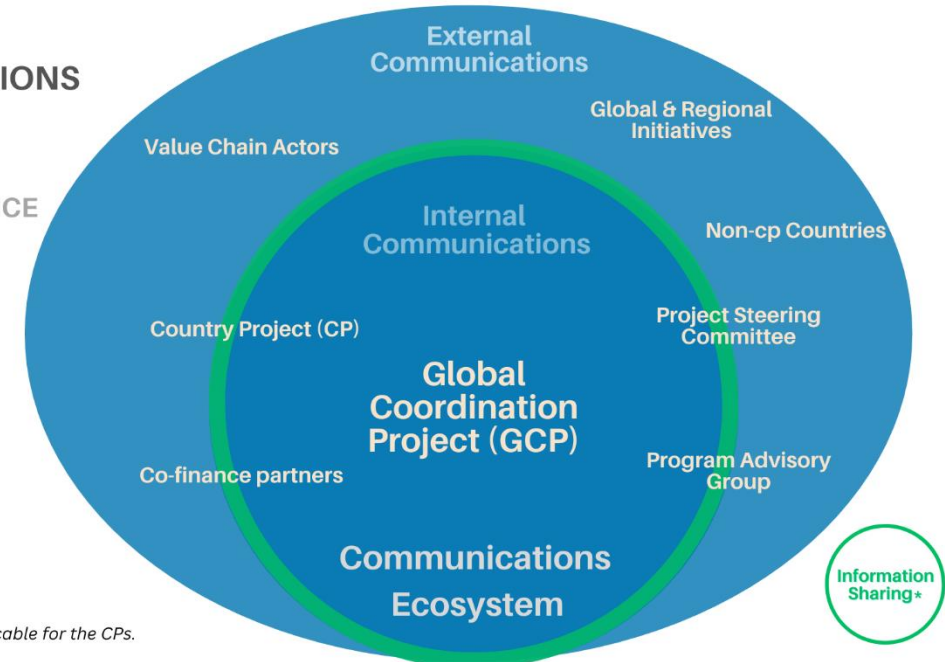 External
Communications
IONS
Global & Regional
Initiatives
Value Chain Actors
CE
Internal
Communications
Non-cp Countries
Country Project (CP)
Project Steering
Committee
Global
Coordination
Project (GCP)
Co-finance partners
Program Advisory
Group
Communications
Ecosystem
Information
Sharing*
cable for the CPs.